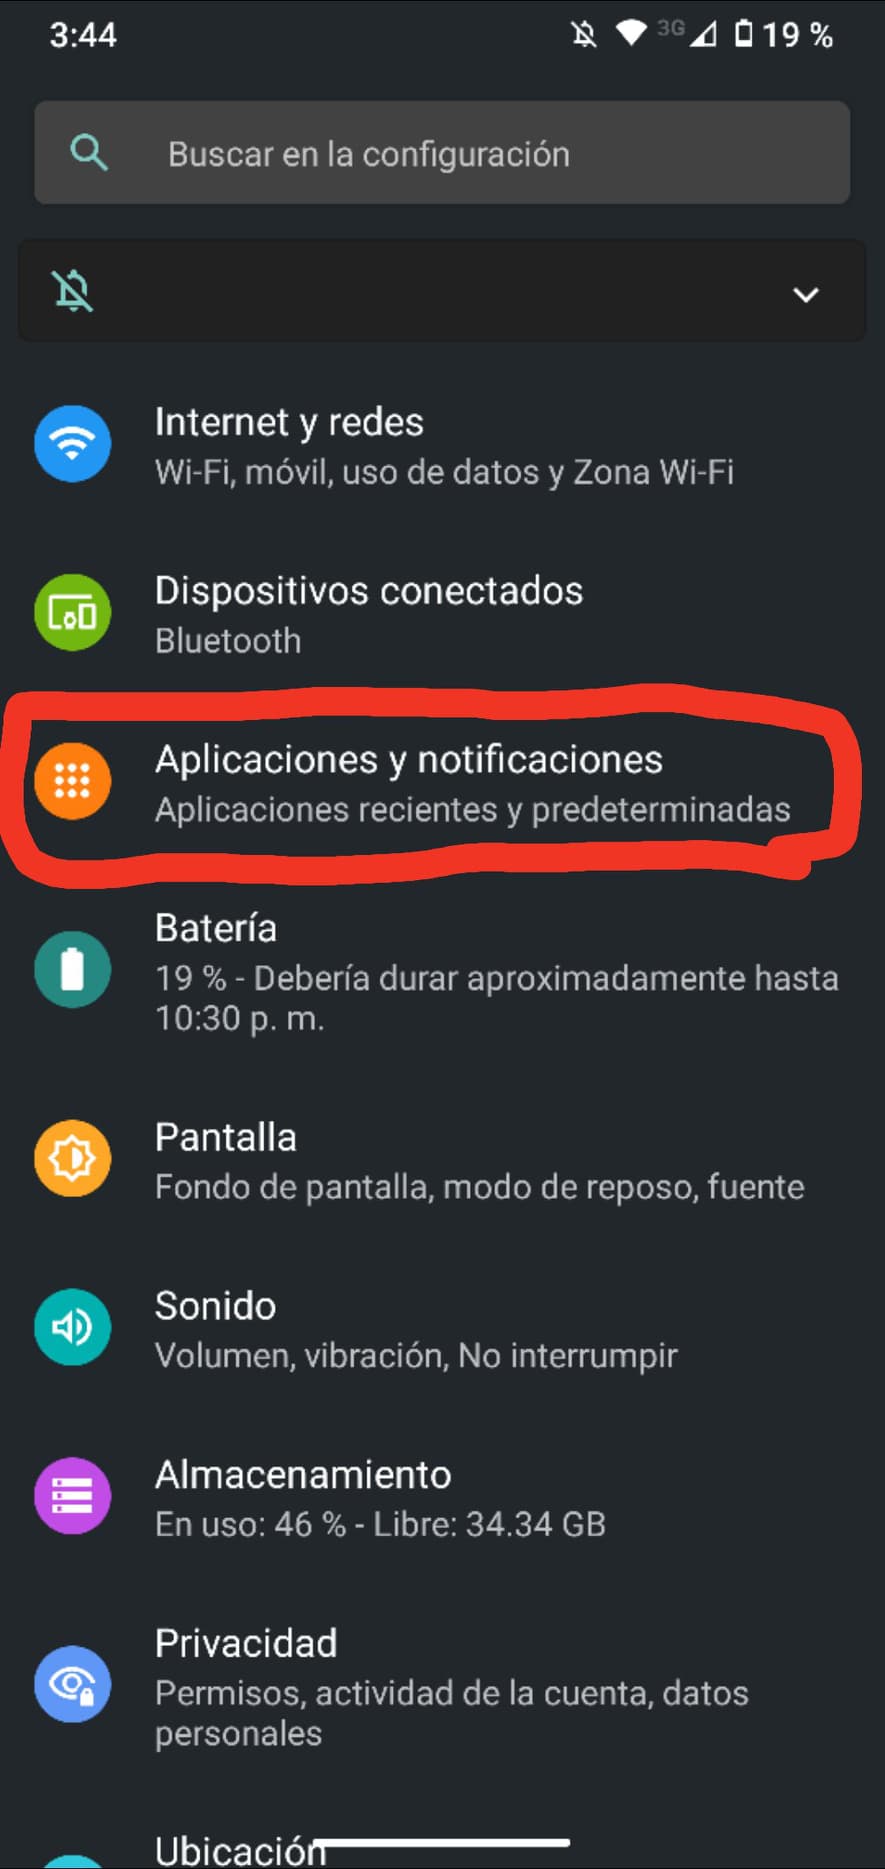 3:44 3G 19 %
Buscar en la configuración
Internet y redes
Wi-Fi, móvil, uso de datos y Zona Wi-Fi
Dispositivos conectados
Bluetooth
Aplicaciones y notificaciones
Aplicaciones recientes y predeterminadas
Batería
19 % - Debería durar aproximadamente hasta
10:30 p. m.
Pantalla
Fondo de pantalla, modo de reposo, fuente
Sonido
Volumen, vibración, No interrumpir
Almacenamiento
En uso: 46 % - Libre: 34.34 GB
Privacidad
Permisos, actividad de la cuenta, datos
personales
Ubicación